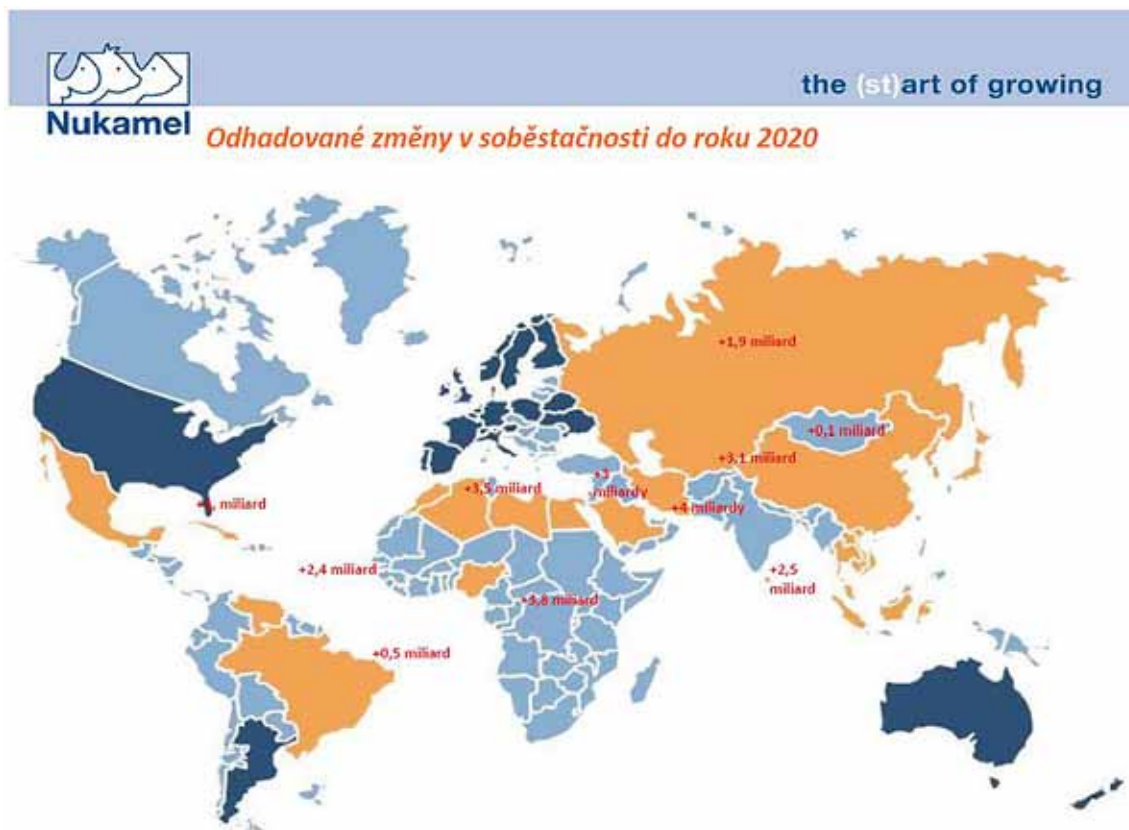 the (st)art of growing
Nukamel
Odhadované změny v soběstačnosti do roku 2020
+1,9 miliard
+0,1 miliard
+3,1 miliard
+3
miliardy
+3,5 miliard
+4 miliardy
miliard
+2,4 miliard
+2,5
miliard
+3,8 miliard
+0,5 miliard